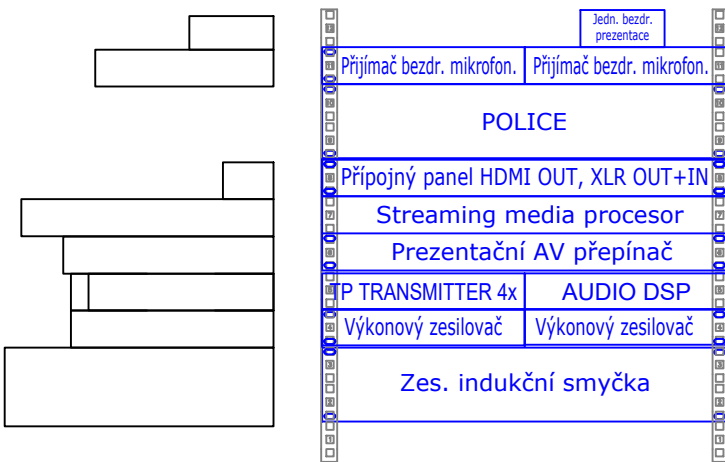 Jedn. bezdr.
prezentace
Přijímač bezdr. mikrofon. Přijímač bezdr. mikrofon.
POLICE
Přípojný panel HDMI OUT, XLR OUT+IN
Streaming media procesor
Prezentační AV přepínač
TP TRANSMITTER 4x AUDIO DSP
Výkonový zesilovač Výkonový zesilovač
Zes. indukční smyčka